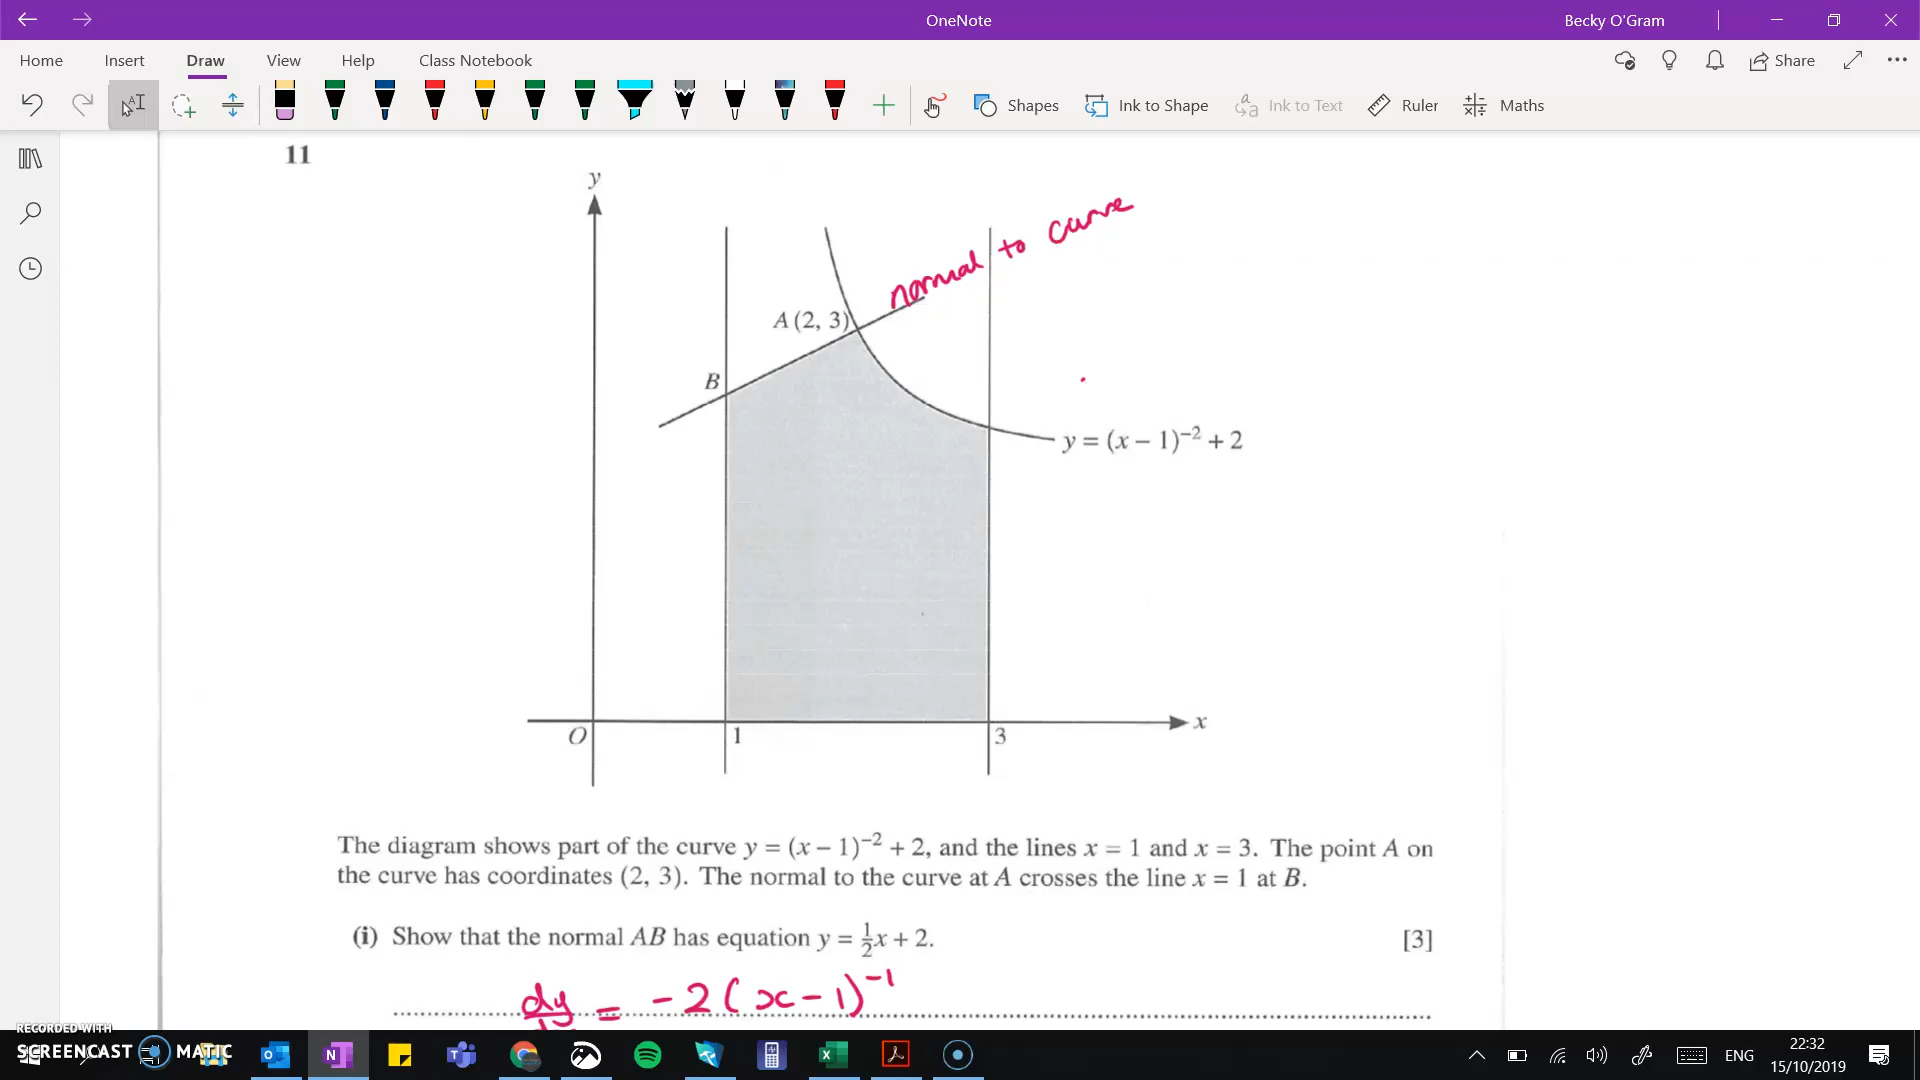 OneNote
Becky O'Gram
Home Insert Draw View Help Class Notebook
Share
Shapes Ink to Shape Ink to Text Ruler Maths
11
y
normal to curve
A (2, 3)
B
y = (x − 1)⁻² + 2
O 1 3 x
The diagram shows part of the curve y = (x − 1)⁻² + 2, and the lines x = 1 and x = 3. The point A on
the curve has coordinates (2, 3). The normal to the curve at A crosses the line x = 1 at B.
(i) Show that the normal AB has equation y = ½x + 2. [3]
dy = -2(x-1)⁻¹
RECORDED WITH
SCREENCAST MATIC
ENG
22:32
15/10/2019